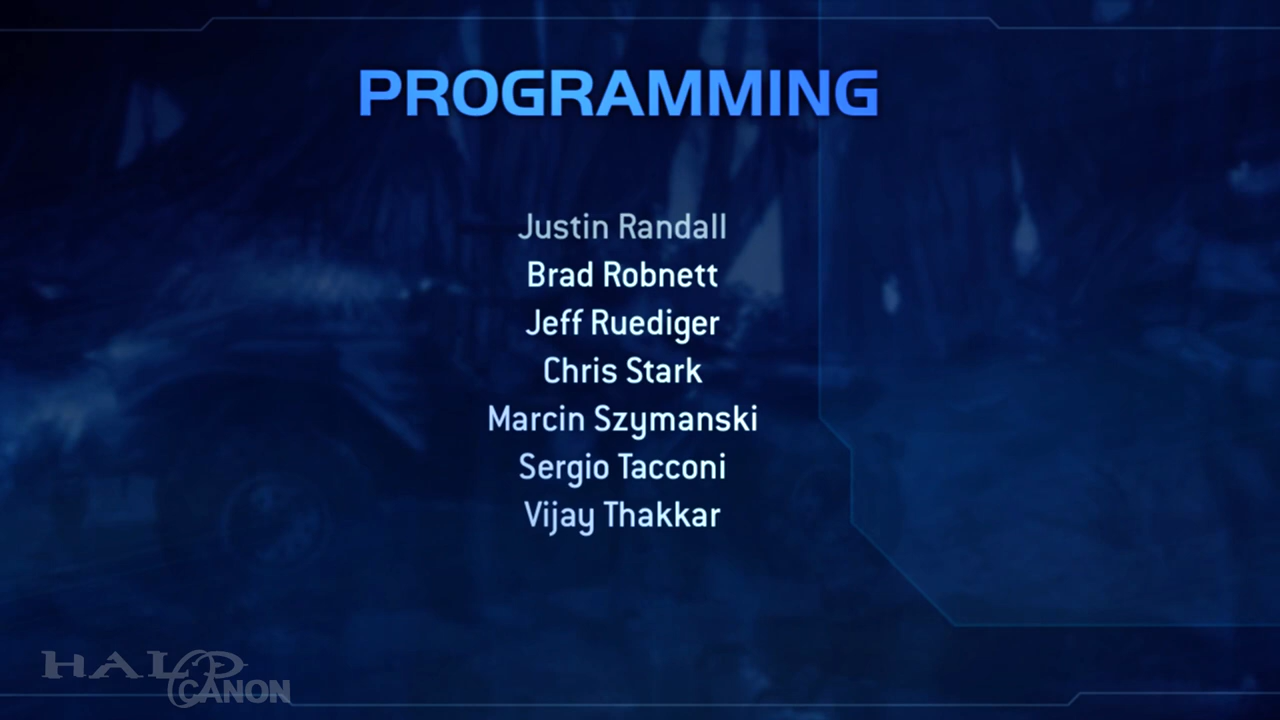 PROGRAMMING
Justin Randall
Brad Robnett
Jeff Ruediger
Chris Stark
Marcin Szymanski
Sergio Tacconi
Vijay Thakkar
HALO
CANON